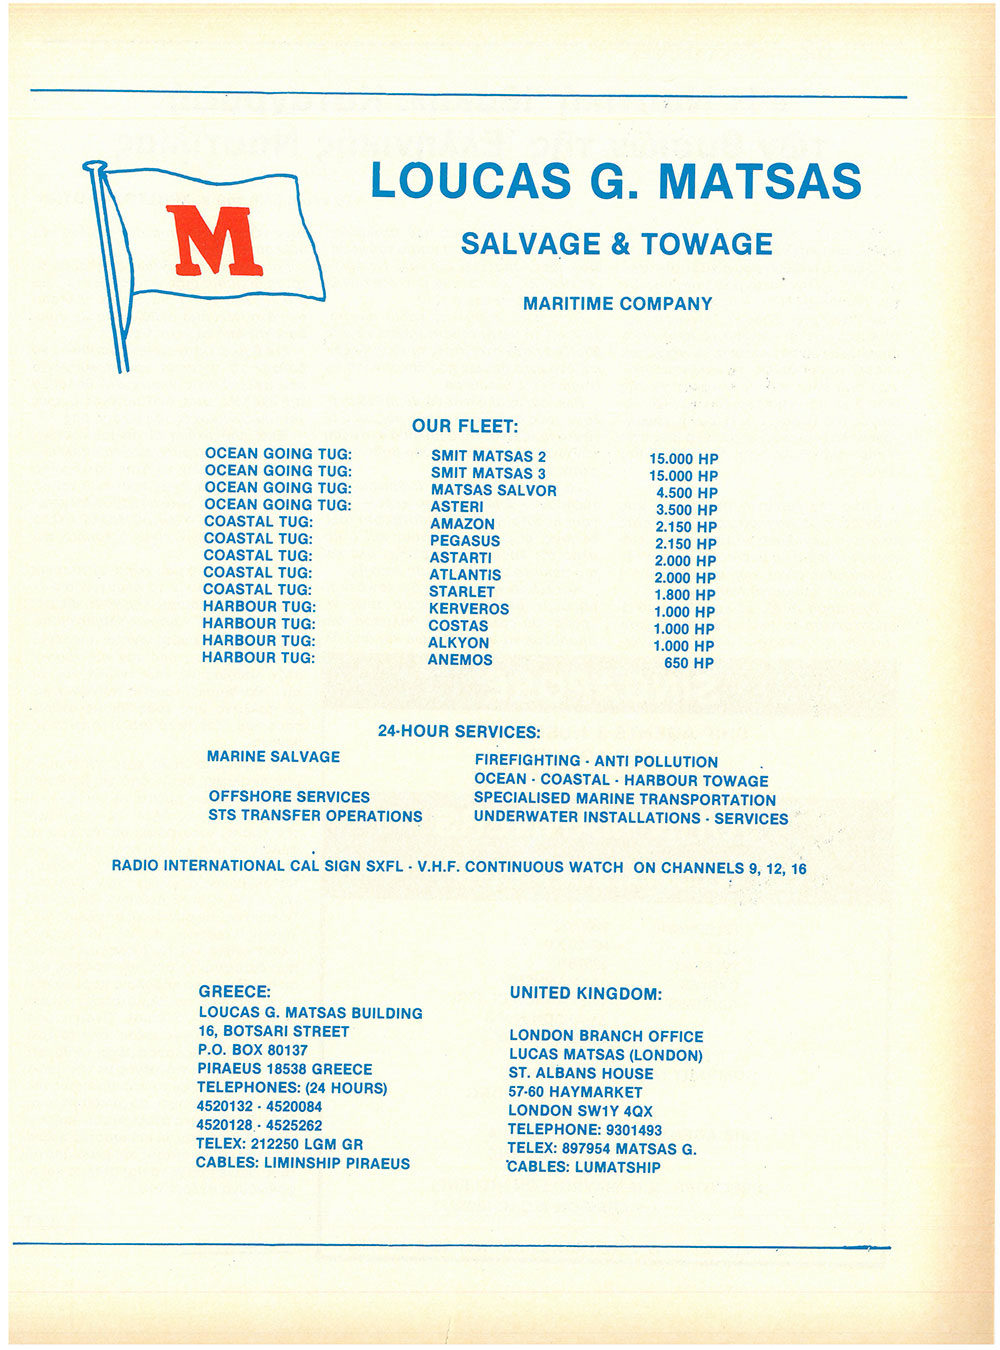 M
LOUCAS G. MATSAS
SALVAGE & TOWAGE
MARITIME COMPANY
OUR FLEET:
OCEAN GOING TUG: SMIT MATSAS 2 15.000 HP
OCEAN GOING TUG: SMIT MATSAS 3 15.000 HP
OCEAN GOING TUG: MATSAS SALVOR 4.500 HP
OCEAN GOING TUG: ASTERI 3.500 HP
COASTAL TUG: AMAZON 2.150 HP
COASTAL TUG: PEGASUS 2.150 HP
COASTAL TUG: ASTARTI 2.000 HP
COASTAL TUG: ATLANTIS 2.000 HP
COASTAL TUG: STARLET 1.800 HP
HARBOUR TUG: KERVEROS 1.000 HP
HARBOUR TUG: COSTAS 1.000 HP
HARBOUR TUG: ALKYON 1.000 HP
HARBOUR TUG: ANEMOS 650 HP
24-HOUR SERVICES:
MARINE SALVAGE FIREFIGHTING - ANTI POLLUTION
OCEAN - COASTAL - HARBOUR TOWAGE
OFFSHORE SERVICES SPECIALISED MARINE TRANSPORTATION
STS TRANSFER OPERATIONS UNDERWATER INSTALLATIONS - SERVICES
RADIO INTERNATIONAL CAL SIGN SXFL - V.H.F. CONTINUOUS WATCH ON CHANNELS 9, 12, 16
GREECE:
LOUCAS G. MATSAS BUILDING
16, BOTSARI STREET
P.O. BOX 80137
PIRAEUS 18538 GREECE
TELEPHONES: (24 HOURS)
4520132 - 4520084
4520128 - 4525262
TELEX: 212250 LGM GR
CABLES: LIMINSHIP PIRAEUS
UNITED KINGDOM:
LONDON BRANCH OFFICE
LUCAS MATSAS (LONDON)
ST. ALBANS HOUSE
57-60 HAYMARKET
LONDON SW1Y 4QX
TELEPHONE: 9301493
TELEX: 897954 MATSAS G.
CABLES: LUMATSHIP